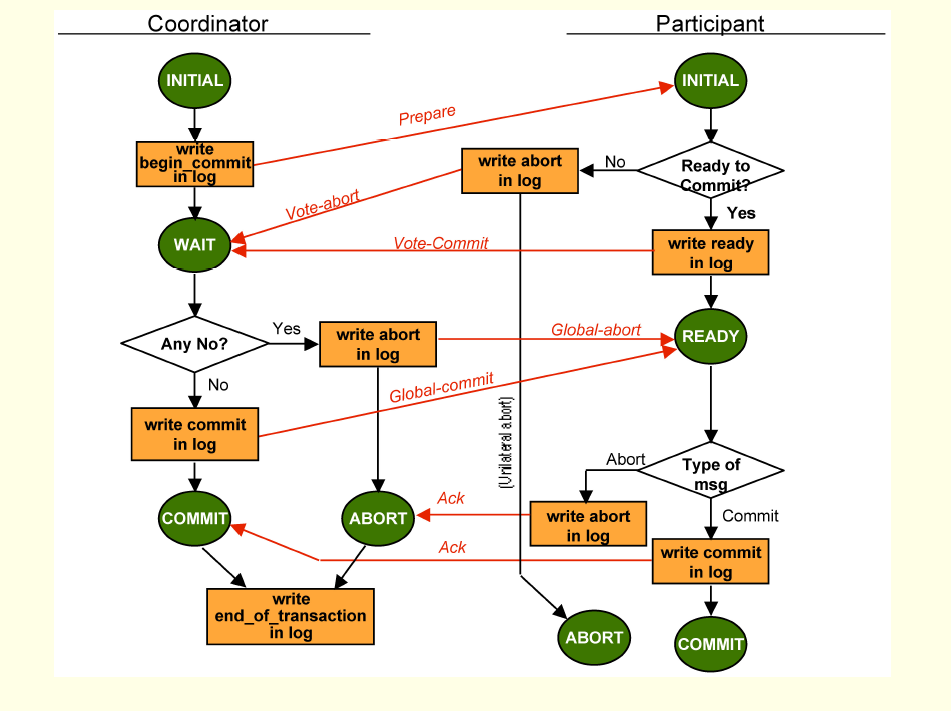 Coordinator
Participant
INITIAL
INITIAL
Prepare
write
begin_commit
in log
write abort
in log
No
Ready to
Commit?
Yes
Vote-abort
WAIT
Vote-Commit
write ready
in log
Any No?
Yes
write abort
in log
Global-abort
READY
No
Global-commit
write commit
in log
(Unilateral abort)
Abort
Type of
msg
Commit
COMMIT
ABORT
Ack
write abort
in log
Ack
write commit
in log
write
end_of_transaction
in log
ABORT
COMMIT